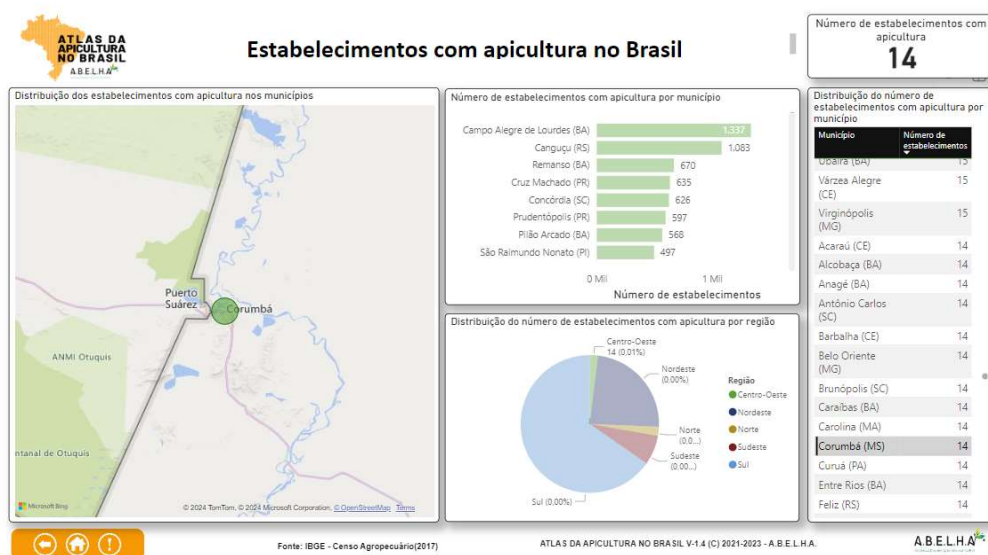 ATLAS DA
APICULTURA
NO BRASIL
A.B.E.L.H.A
Estabelecimentos com apicultura no Brasil
Número de estabelecimentos com
apicultura
14
Distribuição dos estabelecimentos com apicultura nos municípios
Puerto
Suárez
Corumbá
ANMI Otuquis
ntanal de Otuquis
Microsoft Bing
© 2024 TomTom, © 2024 Microsoft Corporation, © OpenStreetMap Terms
Número de estabelecimentos com apicultura por município
Campo Alegre de Lourdes (BA) 1.337
Canguçu (RS) 1.083
Remanso (BA) 670
Cruz Machado (PR) 635
Concórdia (SC) 626
Prudentópolis (PR) 597
Pilão Arcado (BA) 568
São Raimundo Nonato (PI) 497
0 Mil 1 Mil
Número de estabelecimentos
Distribuição do número de estabelecimentos com apicultura por região
Centro-Oeste
14 (0,01%)
Nordeste
(0,00%)
Norte
(0,0...)
Sudeste
(0,00...)
Sul (0,00%)
Região
Centro-Oeste
Nordeste
Norte
Sudeste
Sul
Distribuição do número de
estabelecimentos com apicultura por
município
Município Número de
estabelecimentos
Ubaíra (BA) 15
Várzea Alegre 15
(CE)
Virginópolis 15
(MG)
Acaraú (CE) 14
Alcobaça (BA) 14
Anagé (BA) 14
Antônio Carlos 14
(SC)
Barbalha (CE) 14
Belo Oriente 14
(MG)
Brunópolis (SC) 14
Caraíbas (BA) 14
Carolina (MA) 14
Corumbá (MS) 14
Curuá (PA) 14
Entre Rios (BA) 14
Feliz (RS) 14
Fonte: IBGE - Censo Agropecuário(2017)
ATLAS DA APICULTURA NO BRASIL V-1.4 (C) 2021-2023 - A.B.E.L.H.A.
A.B.E.L.H.A